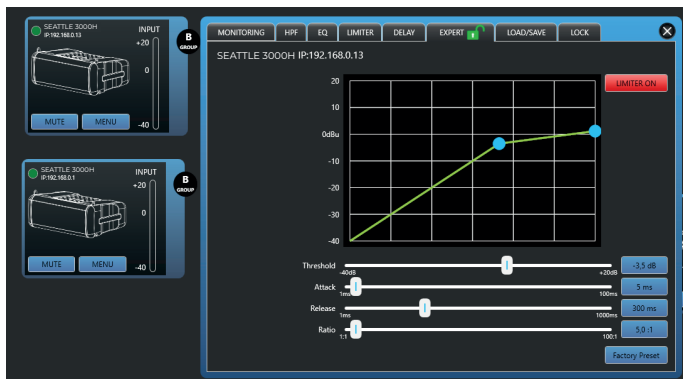 SEATTLE 3000H
IP:192.168.0.13
INPUT
+20
0
-40
MUTE
MENU
B
GROUP
SEATTLE 3000H
IP:192.168.0.1
INPUT
+20
0
-40
MUTE
MENU
B
GROUP
MONITORING HPF EQ LIMITER DELAY EXPERT LOAD/SAVE LOCK
SEATTLE 3000H IP:192.168.0.13
LIMITER ON
20
10
0dBu
-10
-20
-30
-40
Threshold -40dB +20dB -3,5 dB
Attack 1ms 100ms 5 ms
Release 1ms 1000ms 300 ms
Ratio 1:1 100:1 5,0 :1
Factory Preset